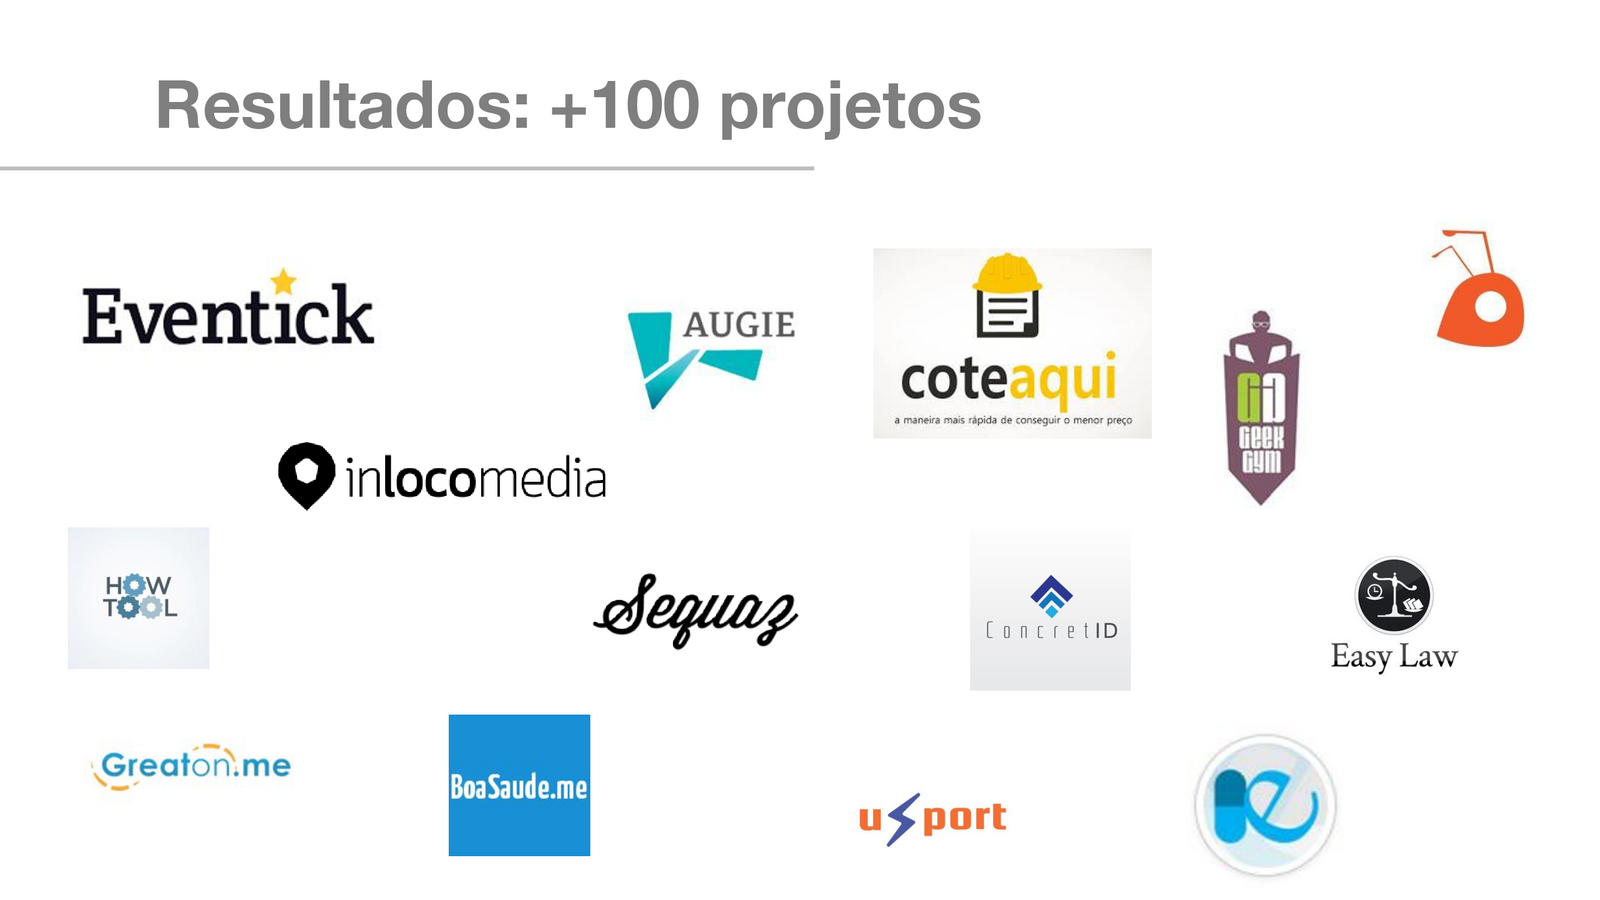 Resultados: +100 projetos
Eventick
AUGIE
coteaqui
a maneira mais rápida de conseguir o menor preço
GG
GEEK
GYM
inlocomedia
HOW
TOOL
Sequaz
ConcretID
Easy Law
Greaton.me
BoaSaude.me
usport